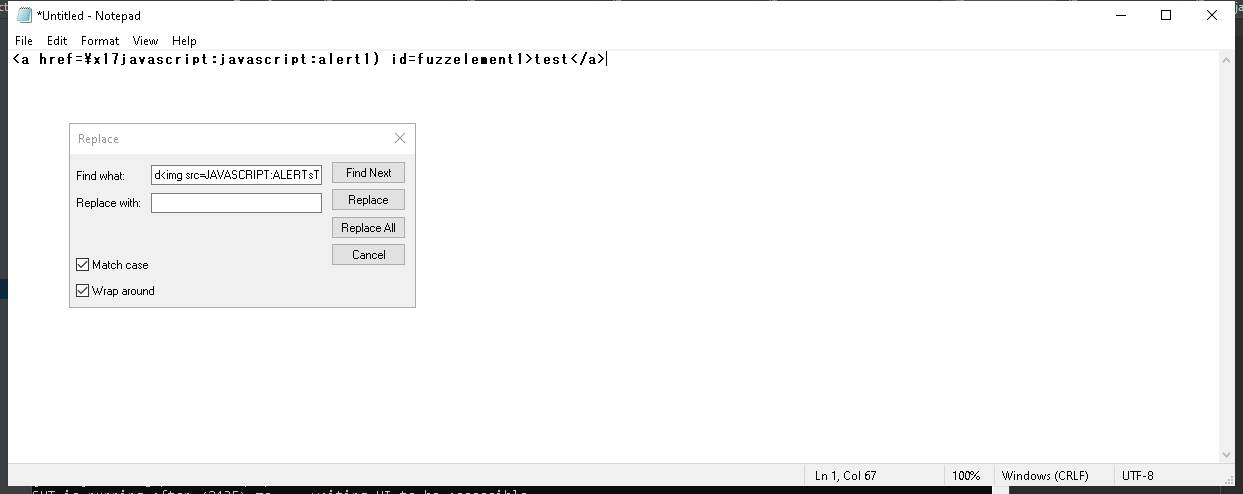 *Untitled - Notepad
File Edit Format View Help
<a href=¥x17javascript:javascript:alert1) id=fuzzelement1>test</a>
Replace
Find what: d<img src=JAVASCRIPT:ALERTsT
Find Next
Replace with:
Replace
Replace All
Cancel
Match case
Wrap around
Ln 1, Col 67 100% Windows (CRLF) UTF-8